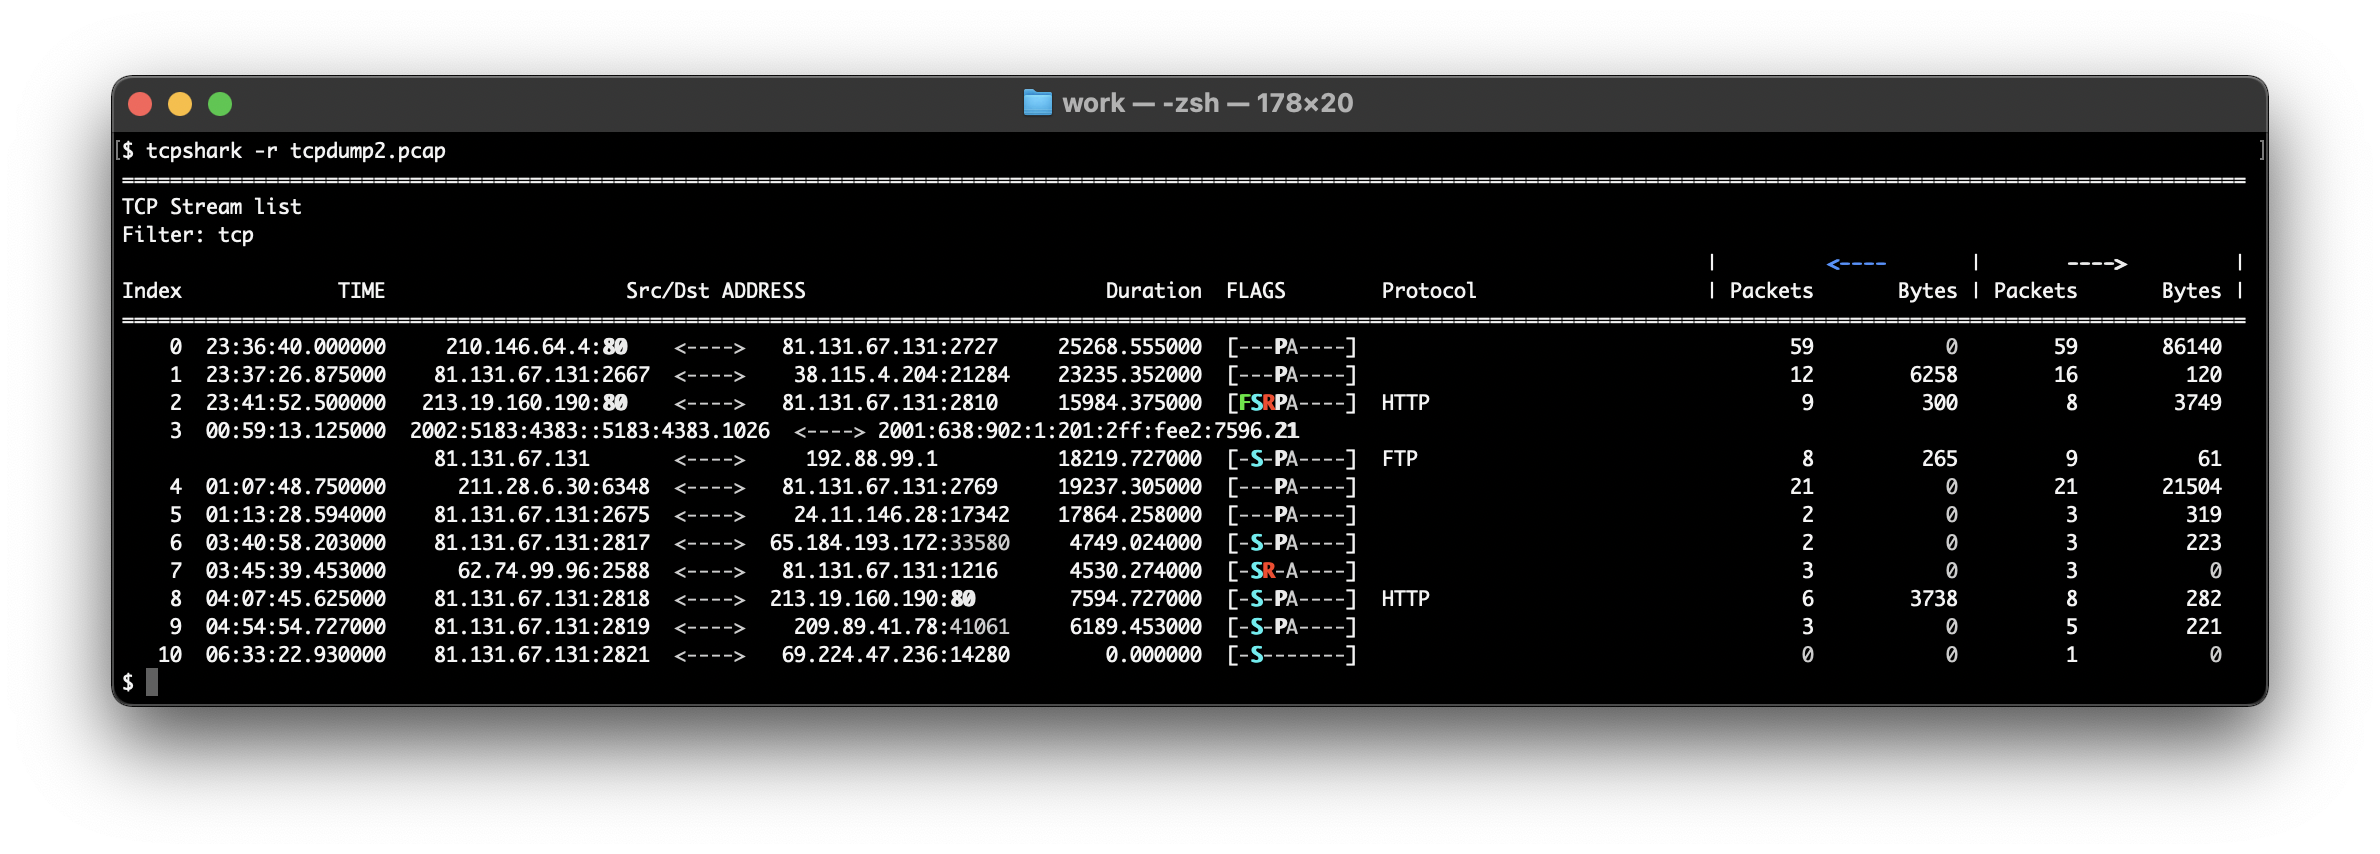 work — -zsh — 178×20
[$ tcpshark -r tcpdump2.pcap ]
=================================================================================================================================================================================
TCP Stream list
Filter: tcp
| <---- | ----> |
Index TIME Src/Dst ADDRESS Duration FLAGS Protocol | Packets Bytes | Packets Bytes |
=================================================================================================================================================================================
0 23:36:40.000000 210.146.64.4:80 <----> 81.131.67.131:2727 25268.555000 [---PA----] 59 0 59 86140
1 23:37:26.875000 81.131.67.131:2667 <----> 38.115.4.204:21284 23235.352000 [---PA----] 12 6258 16 120
2 23:41:52.500000 213.19.160.190:80 <----> 81.131.67.131:2810 15984.375000 [FSRPA----] HTTP 9 300 8 3749
3 00:59:13.125000 2002:5183:4383::5183:4383.1026 <----> 2001:638:902:1:201:2ff:fee2:7596.21
81.131.67.131 <----> 192.88.99.1 18219.727000 [-S-PA----] FTP 8 265 9 61
4 01:07:48.750000 211.28.6.30:6348 <----> 81.131.67.131:2769 19237.305000 [---PA----] 21 0 21 21504
5 01:13:28.594000 81.131.67.131:2675 <----> 24.11.146.28:17342 17864.258000 [---PA----] 2 0 3 319
6 03:40:58.203000 81.131.67.131:2817 <----> 65.184.193.172:33580 4749.024000 [-S-PA----] 2 0 3 223
7 03:45:39.453000 62.74.99.96:2588 <----> 81.131.67.131:1216 4530.274000 [-SR-A----] 3 0 3 0
8 04:07:45.625000 81.131.67.131:2818 <----> 213.19.160.190:80 7594.727000 [-S-PA----] HTTP 6 3738 8 282
9 04:54:54.727000 81.131.67.131:2819 <----> 209.89.41.78:41061 6189.453000 [-S-PA----] 3 0 5 221
10 06:33:22.930000 81.131.67.131:2821 <----> 69.224.47.236:14280 0.000000 [-S-------] 0 0 1 0
$